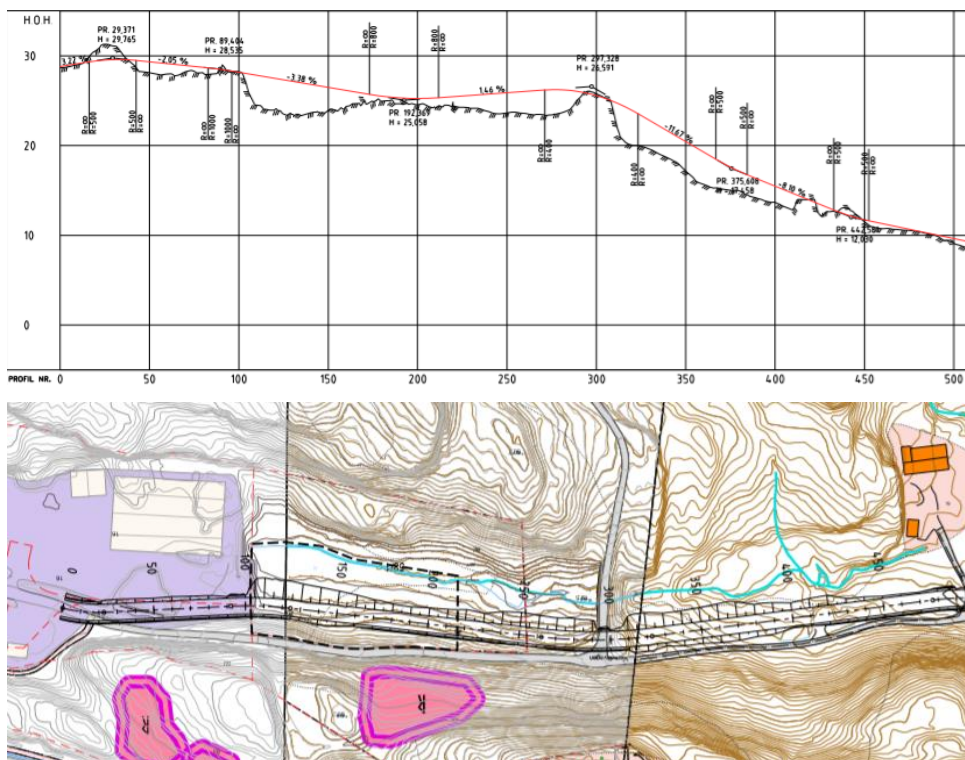 H O H.
PR. 29,371
H = 29,765
PR. 89,404
H = 28,535
R=∞
R=800
R=800
R=∞
PR. 297,328
H = 26,591
30
3.22 %
-2.05 %
-3.38 %
1.46 %
R=∞
R=500
R=500
R=∞
R=∞
R=500
R=500
R=∞
R=∞
R=1000
R=1000
R=∞
PR. 192,369
H = 25,058
-11.67 %
R=∞
R=400
R=400
R=∞
R=∞
R=500
R=500
R=∞
20
PR. 375,608
H = 17,458
-8.10 %
10
H = 12,030
0
PROFIL NR.
0 50 100 150 200 250 300 350 400 450 500
0
50
100
150
200
250
300
350
400
450